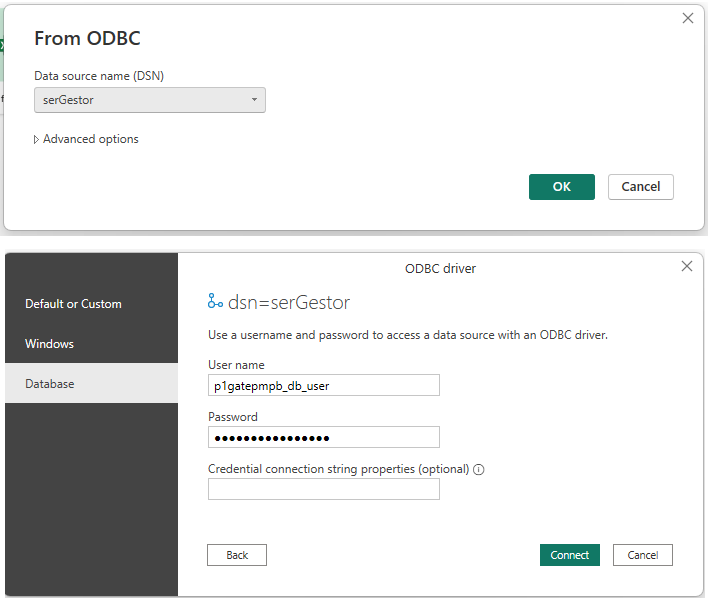 From ODBC
Data source name (DSN)
serGestor
Advanced options
OK
Cancel
ODBC driver
Default or Custom
Windows
Database
dsn=serGestor
Use a username and password to access a data source with an ODBC driver.
User name
p1gatepmpb_db_user
Password
●●●●●●●●●●●●●●●●
Credential connection string properties (optional)
Back
Connect
Cancel